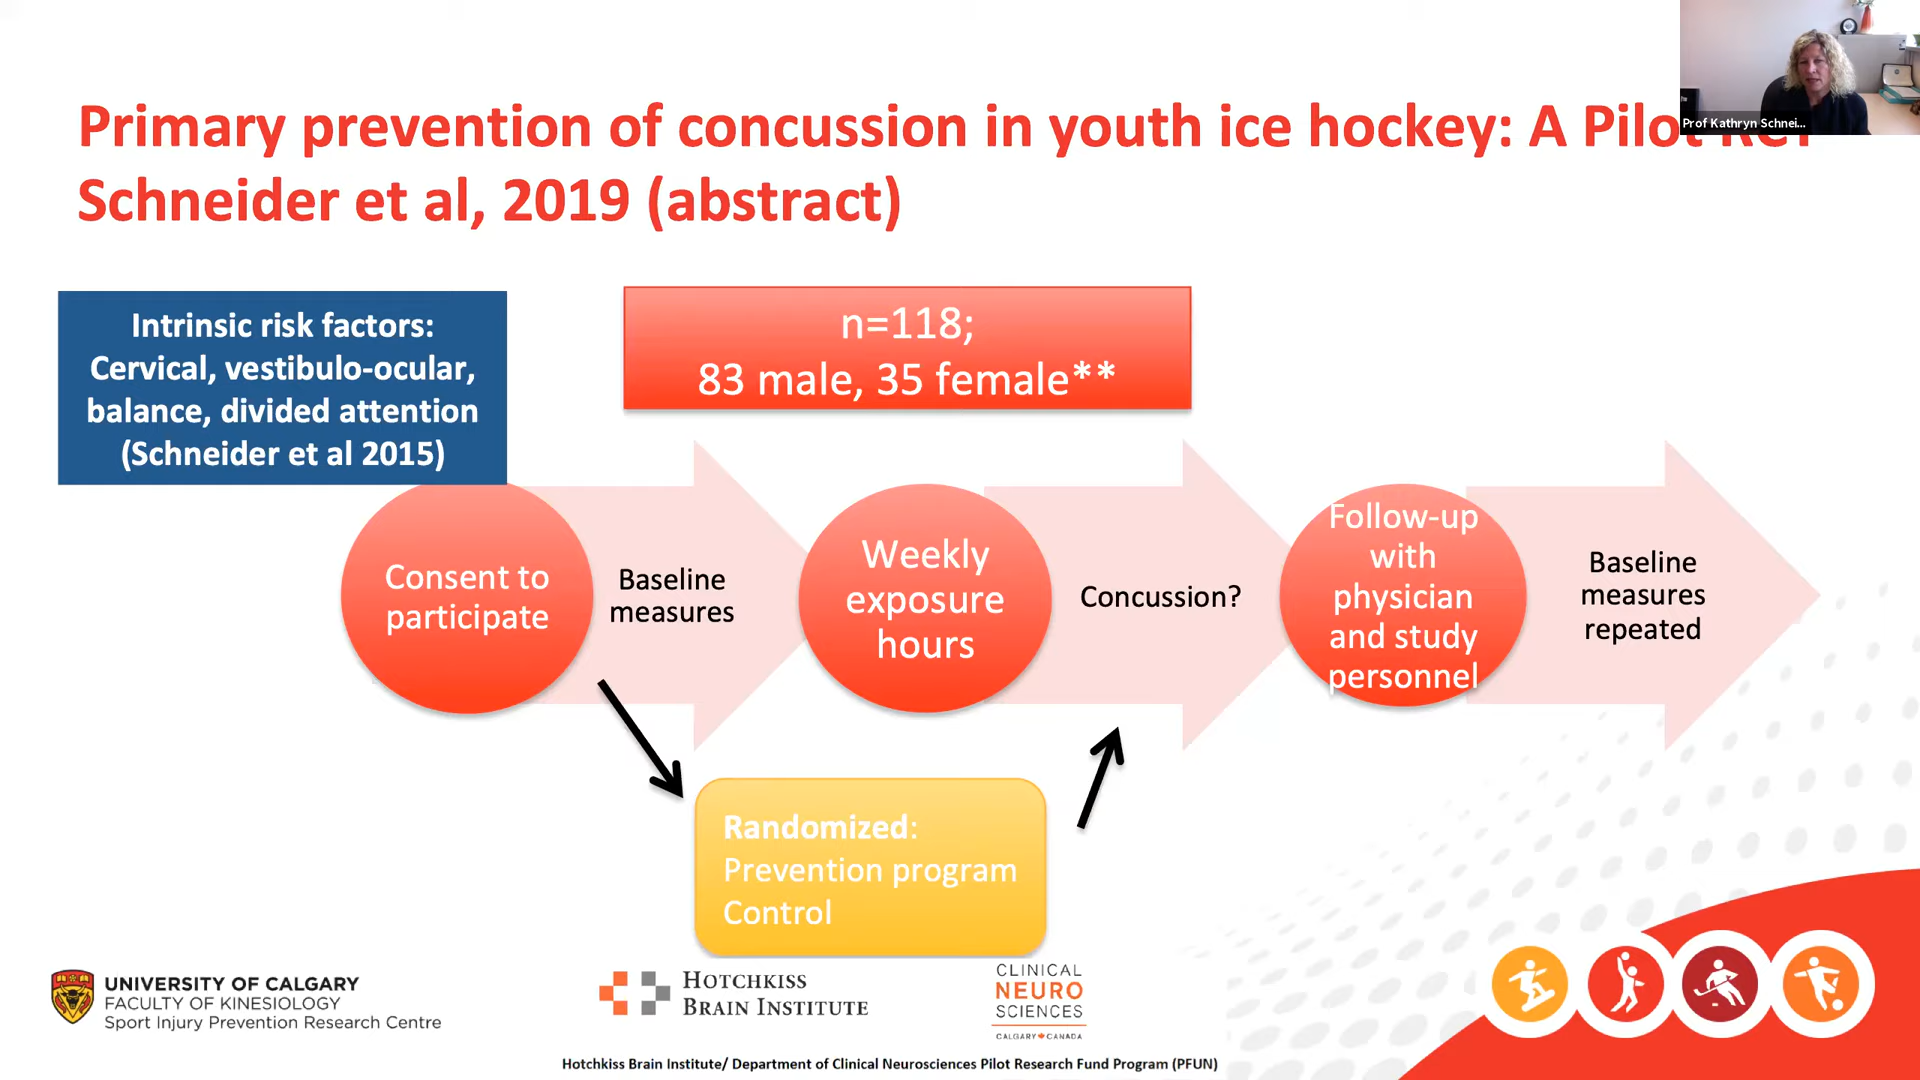 Primary prevention of concussion in youth ice hockey: A Pilot RCT
Schneider et al, 2019 (abstract)
Prof Kathryn Schnei...
Intrinsic risk factors:
Cervical, vestibulo-ocular,
balance, divided attention
(Schneider et al 2015)
n=118;
83 male, 35 female**
Consent to
participate
Baseline
measures
Weekly
exposure
hours
Concussion?
Follow-up
with
physician
and study
personnel
Baseline
measures
repeated
Randomized:
Prevention program
Control
UNIVERSITY OF CALGARY
FACULTY OF KINESIOLOGY
Sport Injury Prevention Research Centre
HOTCHKISS
BRAIN INSTITUTE
CLINICAL
NEURO
SCIENCES
CALGARY CANADA
Hotchkiss Brain Institute/ Department of Clinical Neurosciences Pilot Research Fund Program (PFUN)